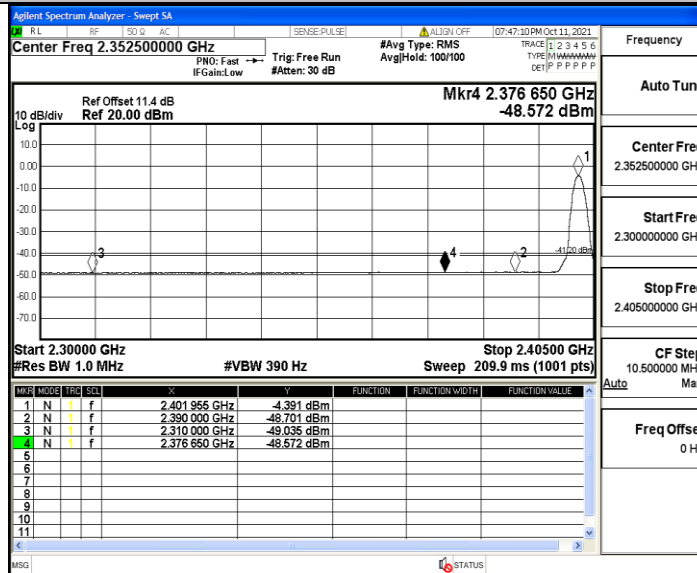 Agilent Spectrum Analyzer - Swept SA
RL RF 50 Ω AC SENSE:PULSE ALIGN OFF 07:47:10 PM Oct 11, 2021
Center Freq 2.352500000 GHz
PNO: Fast
IFGain:Low
Trig: Free Run
#Atten: 30 dB
#Avg Type: RMS
Avg|Hold: 100/100
TRACE 1 2 3 4 5 6
TYPE M WWWWW
DET P P P P P P
Ref Offset 11.4 dB
10 dB/div Ref 20.00 dBm
Log
Mkr4 2.376 650 GHz
-48.572 dBm
10.0
0.00
-10.0
-20.0
-30.0
-40.0
-50.0
-60.0
-70.0
1
2
3
4
-41.20 dBm
Start 2.30000 GHz Stop 2.40500 GHz
#Res BW 1.0 MHz #VBW 390 Hz Sweep 209.9 ms (1001 pts)
MKR MODE TRC SCL X Y FUNCTION FUNCTION WIDTH FUNCTION VALUE
1 N 1 f 2.401 955 GHz -4.391 dBm
2 N 1 f 2.390 000 GHz -48.701 dBm
3 N 1 f 2.310 000 GHz -49.035 dBm
4 N 1 f 2.376 650 GHz -48.572 dBm
5
6
7
8
9
10
11
MSG STATUS
Frequency
Auto Tun
Center Fre
2.352500000 GH
Start Fre
2.300000000 GH
Stop Fre
2.405000000 GH
CF Ste
10.500000 MH
Auto Ma
Freq Offse
0 H